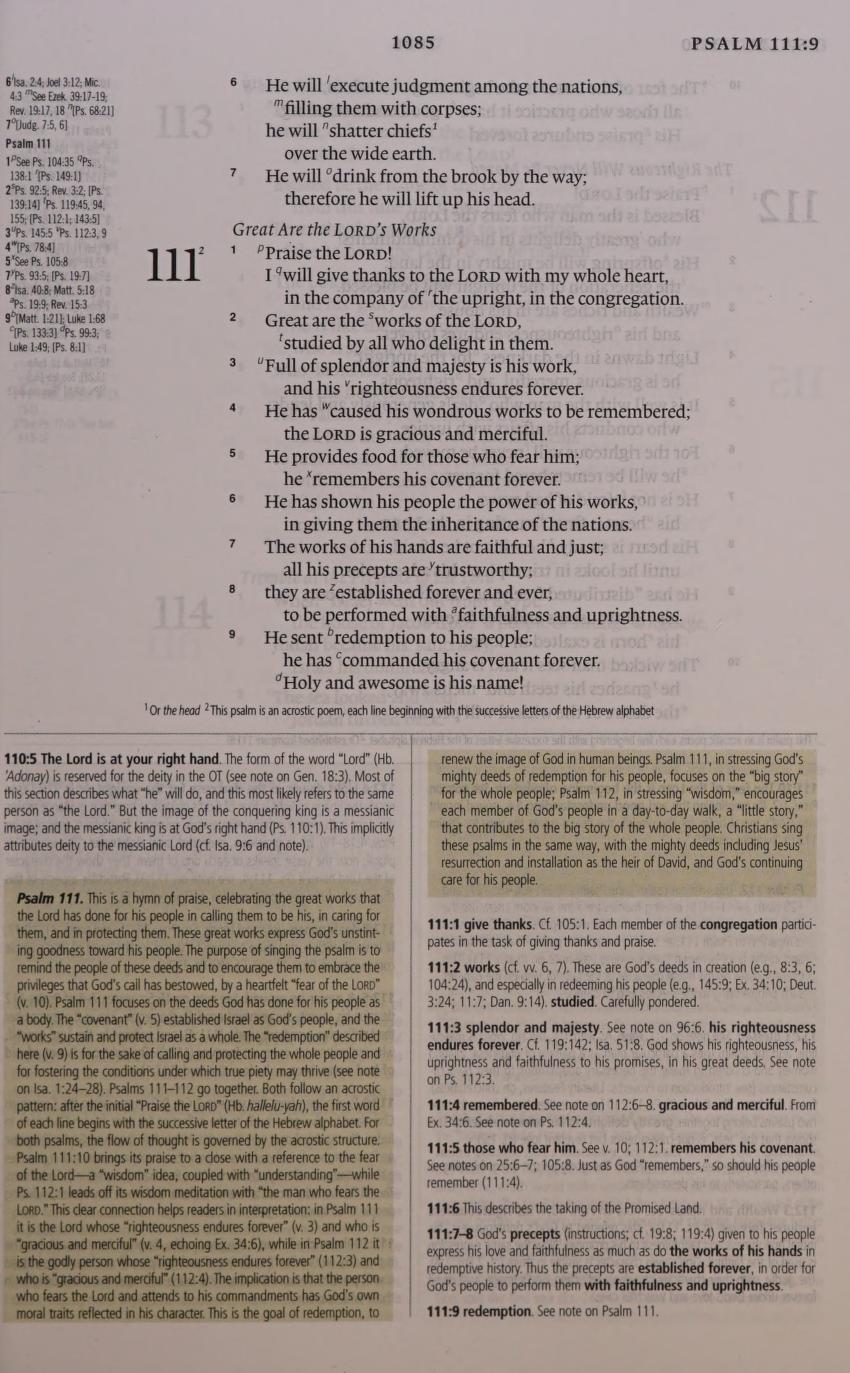 1085
PSALM 111:9
6 lIsa. 2:4; Joel 3:12; Mic.
4:3 mSee Ezek. 39:17-19;
Rev. 19:17, 18 n[Ps. 68:21]
7 o[Judg. 7:5, 6]
Psalm 111
1 pSee Ps. 104:35 qPs.
138:1 r[Ps. 149:1]
2 sPs. 92:5; Rev. 3:2; [Ps.
139:14] tPs. 119:45, 94,
155; [Ps. 112:1; 143:5]
3 uPs. 145:5 vPs. 112:3, 9
4 w[Ps. 78:4]
5 xSee Ps. 105:8
7 yPs. 93:5; [Ps. 19:7]
8 zIsa. 40:8; Matt. 5:18
aPs. 19:9; Rev. 15:3
9 b[Matt. 1:21]; Luke 1:68
c[Ps. 133:3] dPs. 99:3;
Luke 1:49; [Ps. 8:1]
6 He will lexecute judgment among the nations,
mfilling them with corpses;
he will nshatter chiefs1
over the wide earth.
7 He will odrink from the brook by the way;
therefore he will lift up his head.
Great Are the LORD'S Works
111 2
1 pPraise the LORD!
I qwill give thanks to the LORD with my whole heart,
in the company of rthe upright, in the congregation.
2 Great are the sworks of the LORD,
tstudied by all who delight in them.
3 uFull of splendor and majesty is his work,
and his vrighteousness endures forever.
4 He has wcaused his wondrous works to be remembered;
the LORD is gracious and merciful.
5 He provides food for those who fear him;
he xremembers his covenant forever.
6 He has shown his people the power of his works,
in giving them the inheritance of the nations.
7 The works of his hands are faithful and just;
all his precepts are ytrustworthy;
8 they are zestablished forever and ever,
to be performed with afaithfulness and uprightness.
9 He sent bredemption to his people;
he has ccommanded his covenant forever.
dHoly and awesome is his name!
1 Or the head 2 This psalm is an acrostic poem, each line beginning with the successive letters of the Hebrew alphabet
110:5 The Lord is at your right hand. The form of the word "Lord" (Hb.
'Adonay) is reserved for the deity in the OT (see note on Gen. 18:3). Most of
this section describes what "he" will do, and this most likely refers to the same
person as "the Lord." But the image of the conquering king is a messianic
image; and the messianic king is at God's right hand (Ps. 110:1). This implicitly
attributes deity to the messianic Lord (cf. Isa. 9:6 and note).
Psalm 111. This is a hymn of praise, celebrating the great works that
the Lord has done for his people in calling them to be his, in caring for
them, and in protecting them. These great works express God's unstint-
ing goodness toward his people. The purpose of singing the psalm is to
remind the people of these deeds and to encourage them to embrace the
privileges that God's call has bestowed, by a heartfelt "fear of the LORD"
(v. 10). Psalm 111 focuses on the deeds God has done for his people as
a body. The "covenant" (v. 5) established Israel as God's people, and the
"works" sustain and protect Israel as a whole. The "redemption" described
here (v. 9) is for the sake of calling and protecting the whole people and
for fostering the conditions under which true piety may thrive (see note
on Isa. 1:24–28). Psalms 111–112 go together. Both follow an acrostic
pattern: after the initial "Praise the LORD" (Hb. hallelu-yah), the first word
of each line begins with the successive letter of the Hebrew alphabet. For
both psalms, the flow of thought is governed by the acrostic structure.
Psalm 111:10 brings its praise to a close with a reference to the fear
of the Lord—a "wisdom" idea, coupled with "understanding"—while
Ps. 112:1 leads off its wisdom meditation with "the man who fears the
LORD." This clear connection helps readers in interpretation: in Psalm 111
it is the Lord whose "righteousness endures forever" (v. 3) and who is
"gracious and merciful" (v. 4, echoing Ex. 34:6), while in Psalm 112 it
is the godly person whose "righteousness endures forever" (112:3) and
who is "gracious and merciful" (112:4). The implication is that the person
who fears the Lord and attends to his commandments has God's own
moral traits reflected in his character. This is the goal of redemption, to
renew the image of God in human beings. Psalm 111, in stressing God's
mighty deeds of redemption for his people, focuses on the "big story"
for the whole people; Psalm 112, in stressing "wisdom," encourages
each member of God's people in a day-to-day walk, a "little story,"
that contributes to the big story of the whole people. Christians sing
these psalms in the same way, with the mighty deeds including Jesus'
resurrection and installation as the heir of David, and God's continuing
care for his people.
111:1 give thanks. Cf. 105:1. Each member of the congregation partici-
pates in the task of giving thanks and praise.
111:2 works (cf. vv. 6, 7). These are God's deeds in creation (e.g., 8:3, 6;
104:24), and especially in redeeming his people (e.g., 145:9; Ex. 34:10; Deut.
3:24; 11:7; Dan. 9:14). studied. Carefully pondered.
111:3 splendor and majesty. See note on 96:6. his righteousness
endures forever. Cf. 119:142; Isa. 51:8. God shows his righteousness, his
uprightness and faithfulness to his promises, in his great deeds. See note
on Ps. 112:3.
111:4 remembered. See note on 112:6–8. gracious and merciful. From
Ex. 34:6. See note on Ps. 112:4.
111:5 those who fear him. See v. 10; 112:1. remembers his covenant.
See notes on 25:6–7; 105:8. Just as God "remembers," so should his people
remember (111:4).
111:6 This describes the taking of the Promised Land.
111:7–8 God's precepts (instructions; cf. 19:8; 119:4) given to his people
express his love and faithfulness as much as do the works of his hands in
redemptive history. Thus the precepts are established forever, in order for
God's people to perform them with faithfulness and uprightness.
111:9 redemption. See note on Psalm 111.